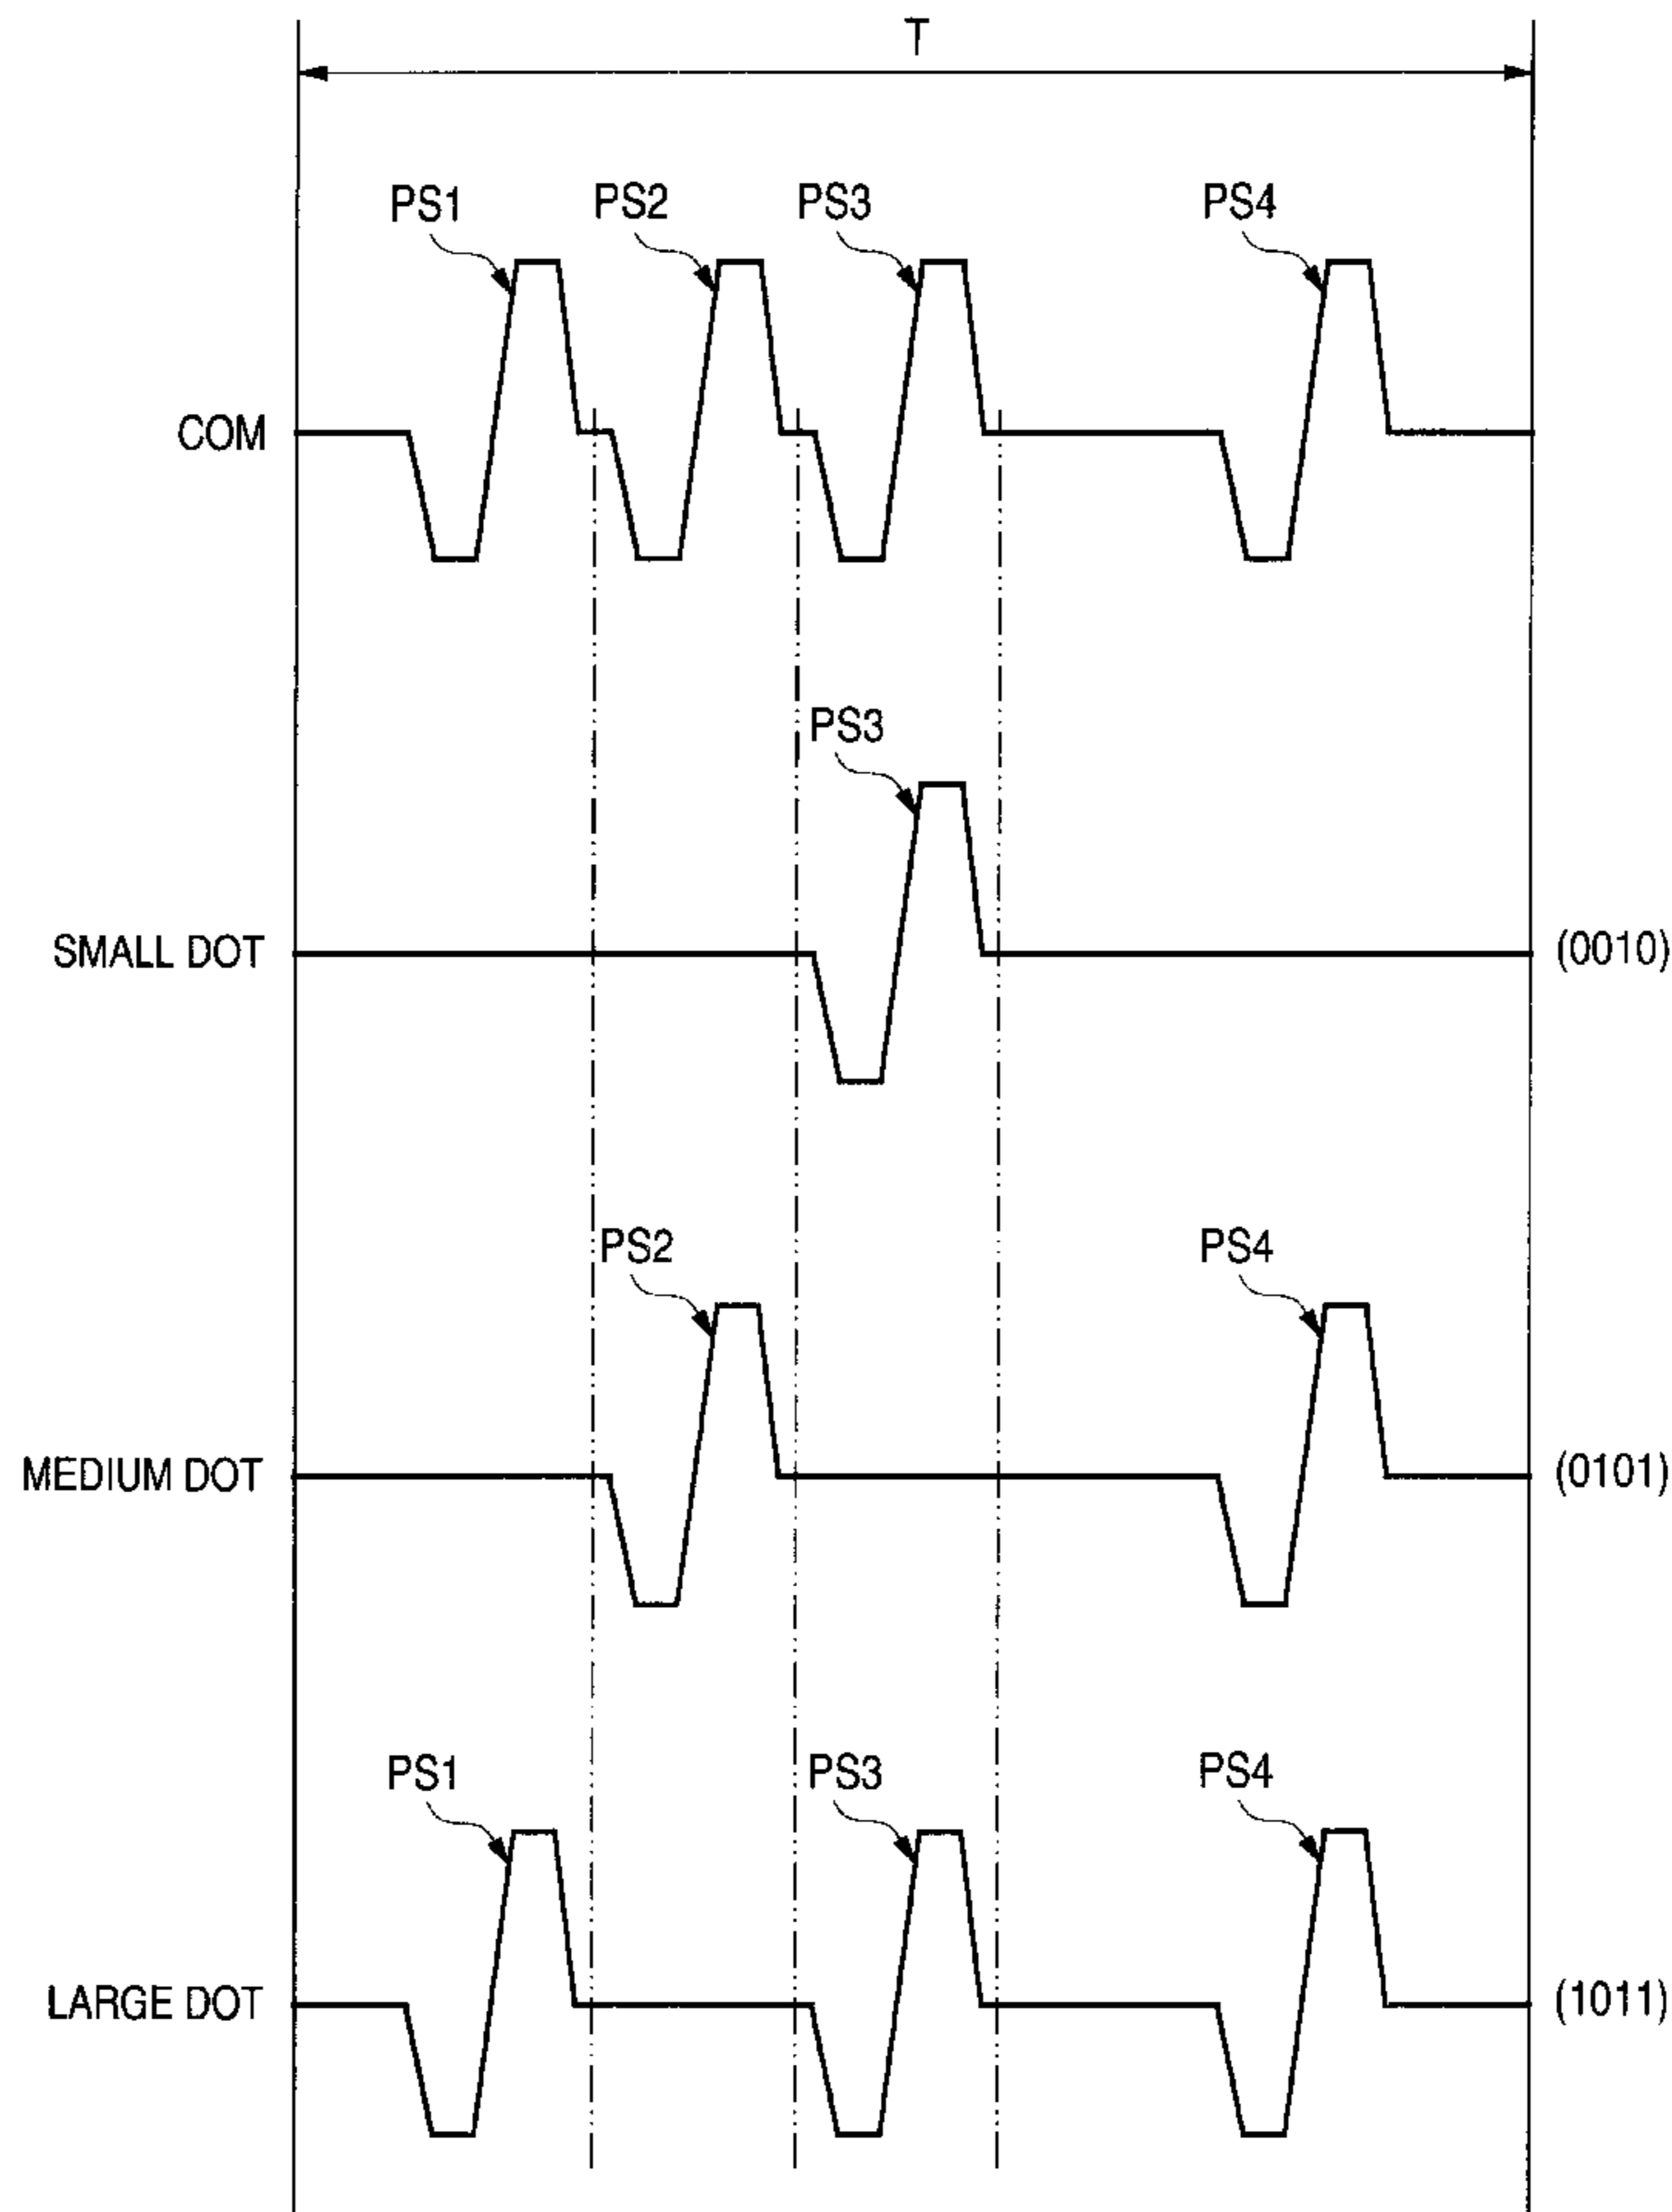 T
PS1 PS2 PS3 PS4
COM
PS3
SMALL DOT (0010)
PS2 PS4
MEDIUM DOT (0101)
PS1 PS3 PS4
LARGE DOT (1011)